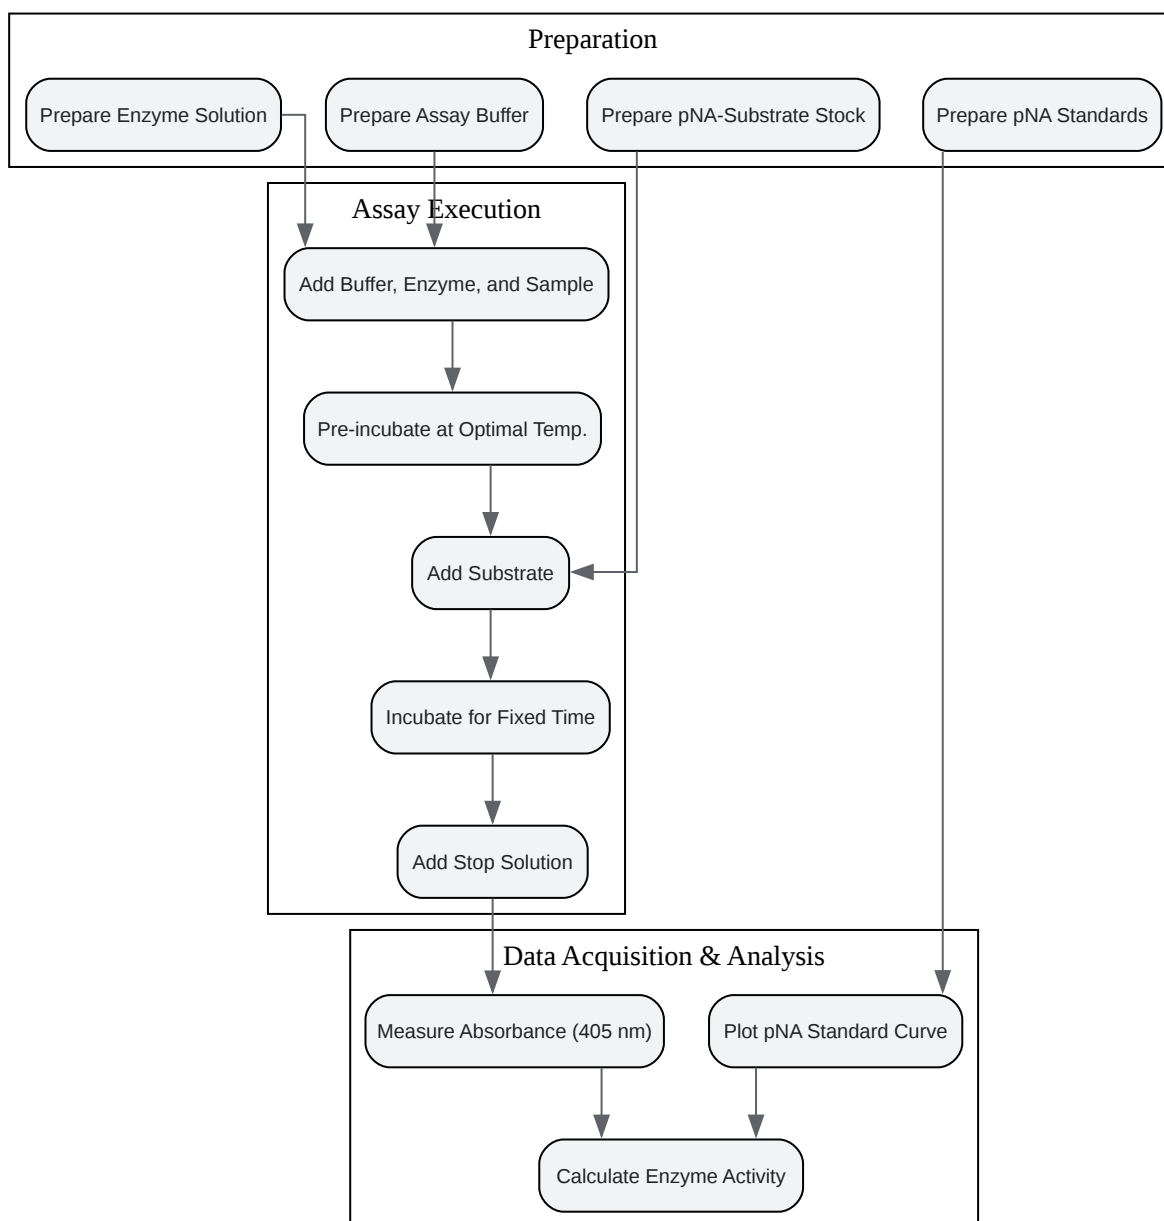 Preparation
Prepare Enzyme Solution
Prepare Assay Buffer
Prepare pNA-Substrate Stock
Prepare pNA Standards
Assay Execution
Add Buffer, Enzyme, and Sample
Pre-incubate at Optimal Temp.
Add Substrate
Incubate for Fixed Time
Add Stop Solution
Data Acquisition & Analysis
Measure Absorbance (405 nm)
Plot pNA Standard Curve
Calculate Enzyme Activity